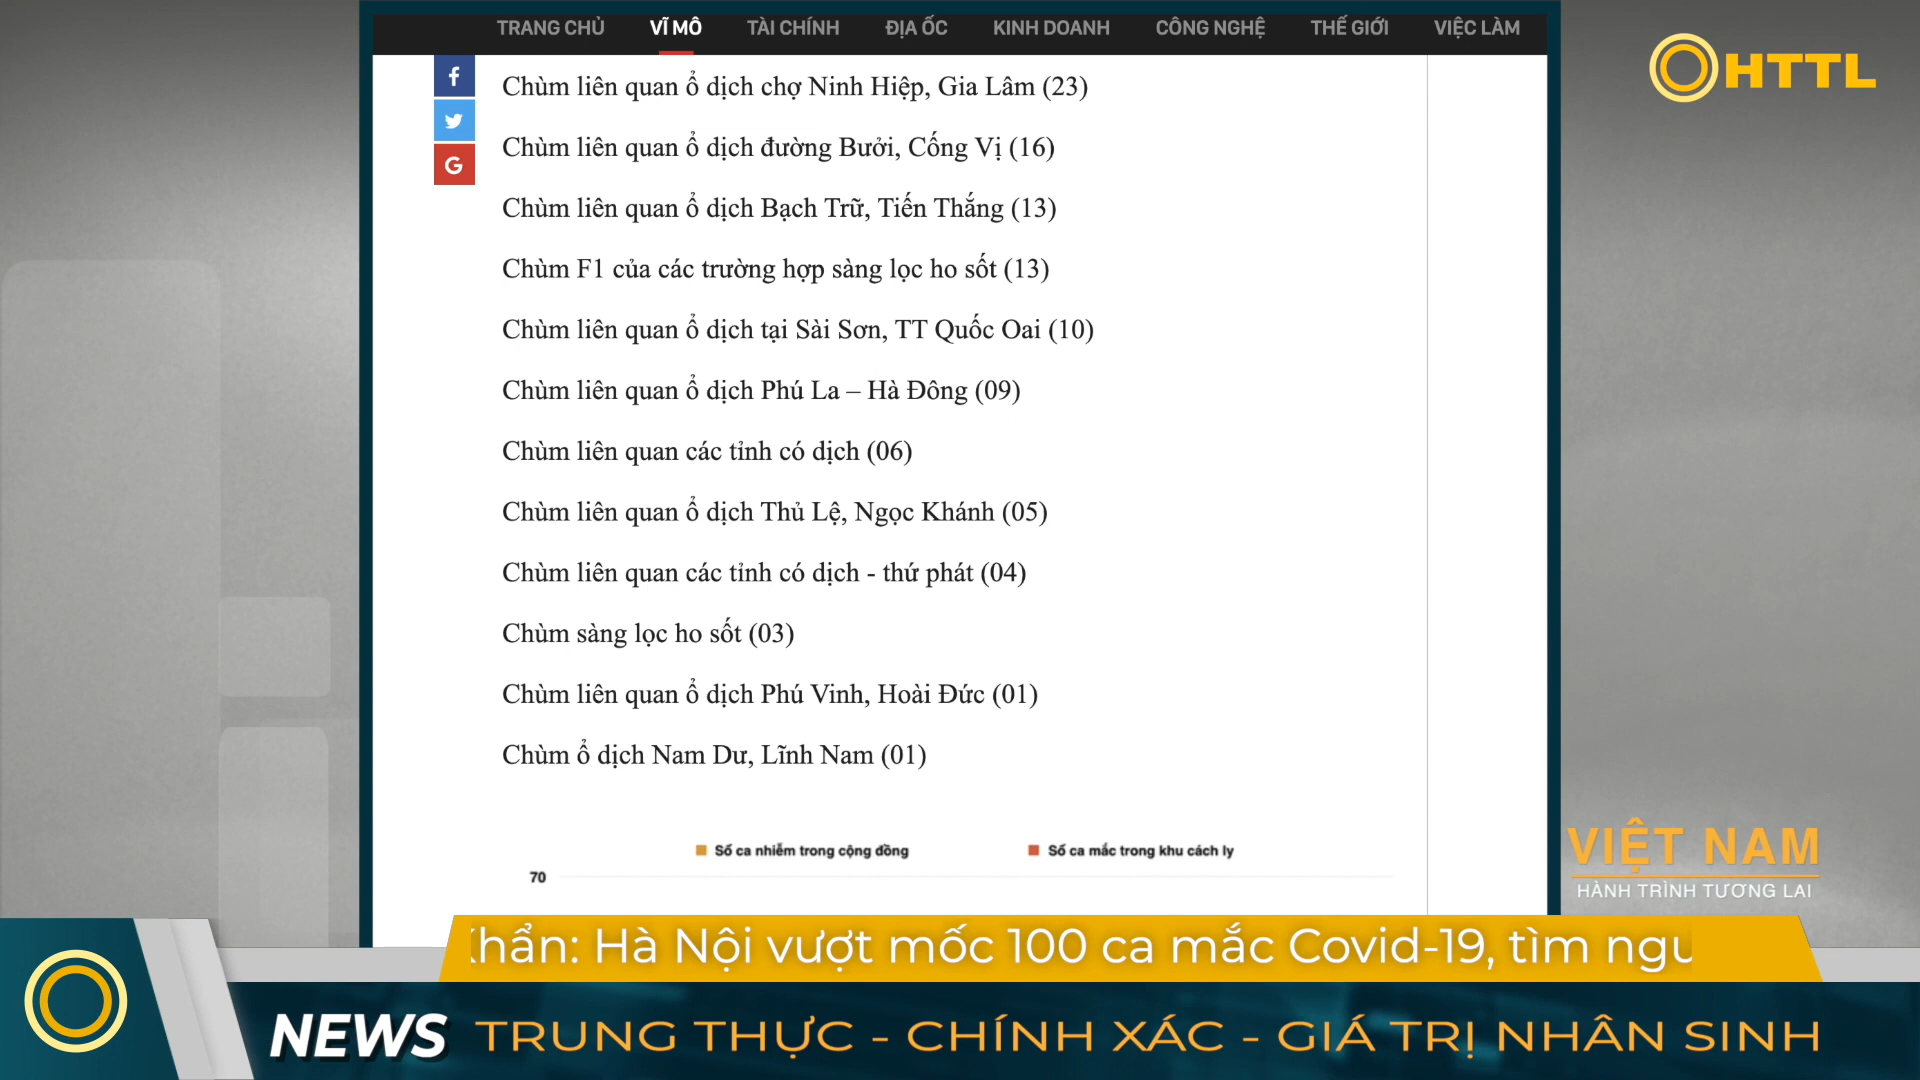 TRANG CHỦ VĨ MÔ TÀI CHÍNH ĐỊA ỐC KINH DOANH CÔNG NGHỆ THẾ GIỚI VIỆC LÀM
HTTL
f
G
Chùm liên quan ổ dịch chợ Ninh Hiệp, Gia Lâm (23)
Chùm liên quan ổ dịch đường Bưởi, Cống Vị (16)
Chùm liên quan ổ dịch Bạch Trữ, Tiến Thắng (13)
Chùm F1 của các trường hợp sàng lọc ho sốt (13)
Chùm liên quan ổ dịch tại Sài Sơn, TT Quốc Oai (10)
Chùm liên quan ổ dịch Phú La – Hà Đông (09)
Chùm liên quan các tỉnh có dịch (06)
Chùm liên quan ổ dịch Thủ Lệ, Ngọc Khánh (05)
Chùm liên quan các tỉnh có dịch - thứ phát (04)
Chùm sàng lọc ho sốt (03)
Chùm liên quan ổ dịch Phú Vinh, Hoài Đức (01)
Chùm ổ dịch Nam Dư, Lĩnh Nam (01)
Số ca nhiễm trong cộng đồng Số ca mắc trong khu cách ly
70
VIỆT NAM
HÀNH TRÌNH TƯƠNG LAI
Khẩn: Hà Nội vượt mốc 100 ca mắc Covid-19, tìm
NEWS TRUNG THỰC - CHÍNH XÁC - GIÁ TRỊ NHÂN SINH